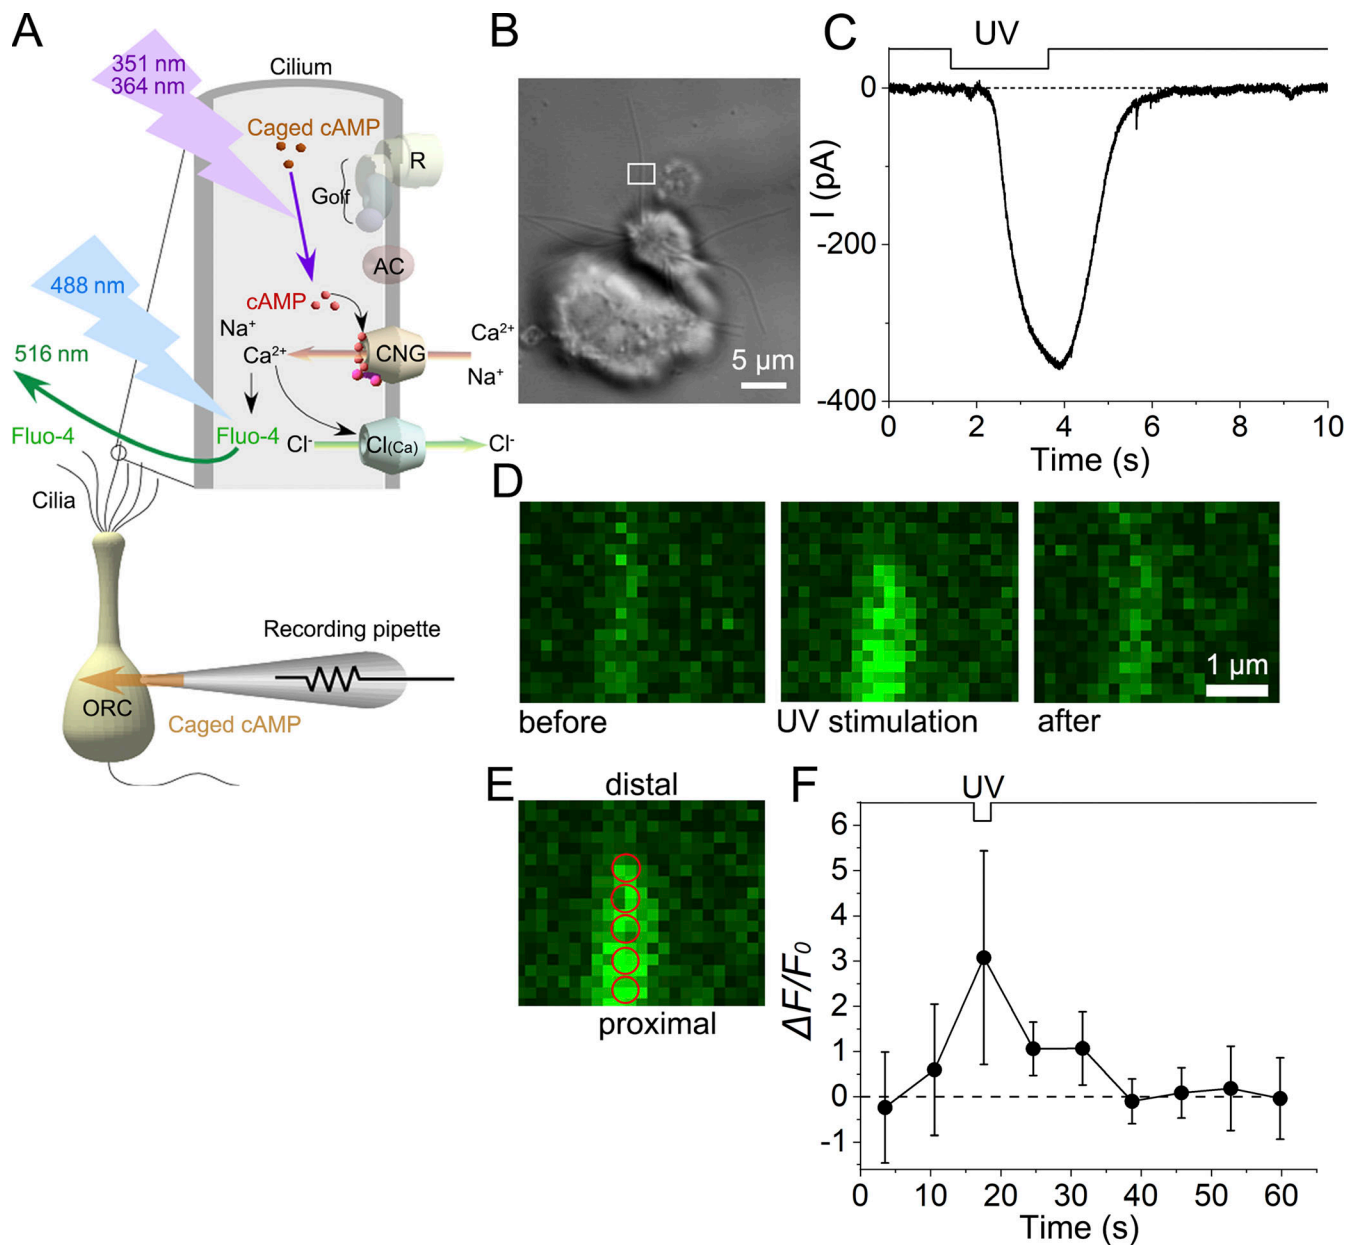 A
351 nm
364 nm
Cilium
Caged cAMP
R
Golf
AC
488 nm
cAMP
Na⁺
Ca²⁺
CNG
Ca²⁺
Na⁺
516 nm
Fluo-4
Fluo-4
Cl⁻
Cl(Ca)
Cl⁻
Cilia
Recording pipette
ORC
Caged cAMP
B
5 µm
C
UV
I (pA)
0
-200
-400
0 2 4 6 8 10
Time (s)
D
before
UV stimulation
after
1 µm
E
distal
proximal
F
UV
ΔF/F₀
6
5
4
3
2
1
0
-1
0 10 20 30 40 50 60
Time (s)